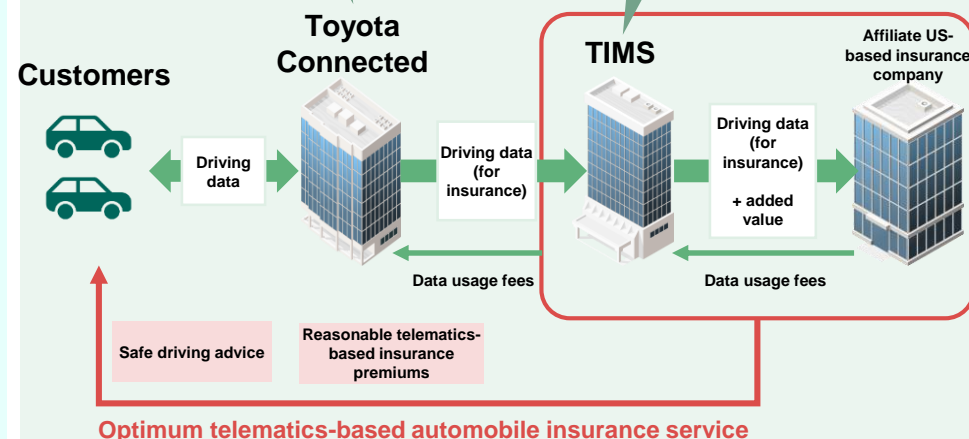 Toyota
Connected
TIMS
Affiliate US-
based insurance
company
Customers
Driving
data
Driving data
(for
insurance)
Driving data
(for
insurance)
+ added
value
Data usage fees
Data usage fees
Safe driving advice
Reasonable telematics-
based insurance
premiums
Optimum telematics-based automobile insurance service